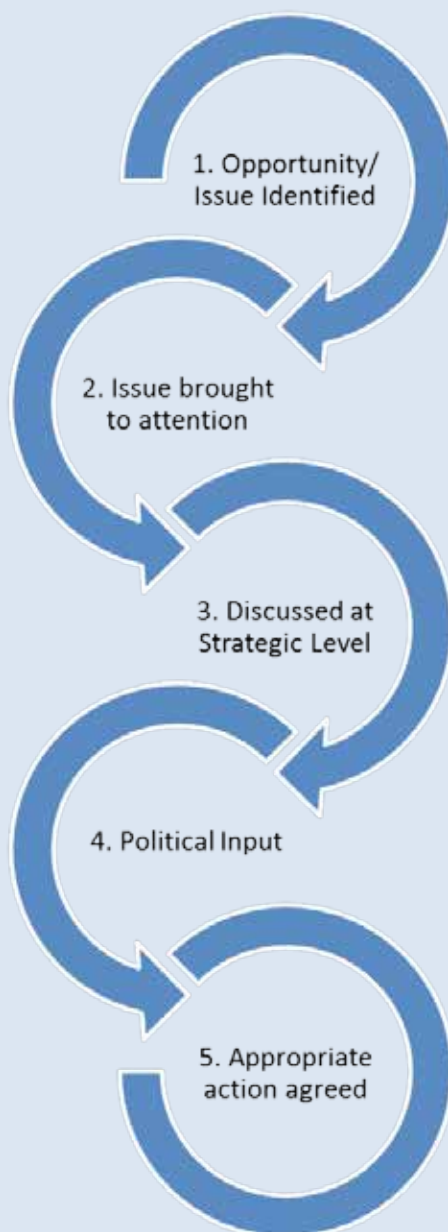 1. Opportunity/
Issue Identified
2. Issue brought
to attention
3. Discussed at
Strategic Level
4. Political Input
5. Appropriate
action agreed